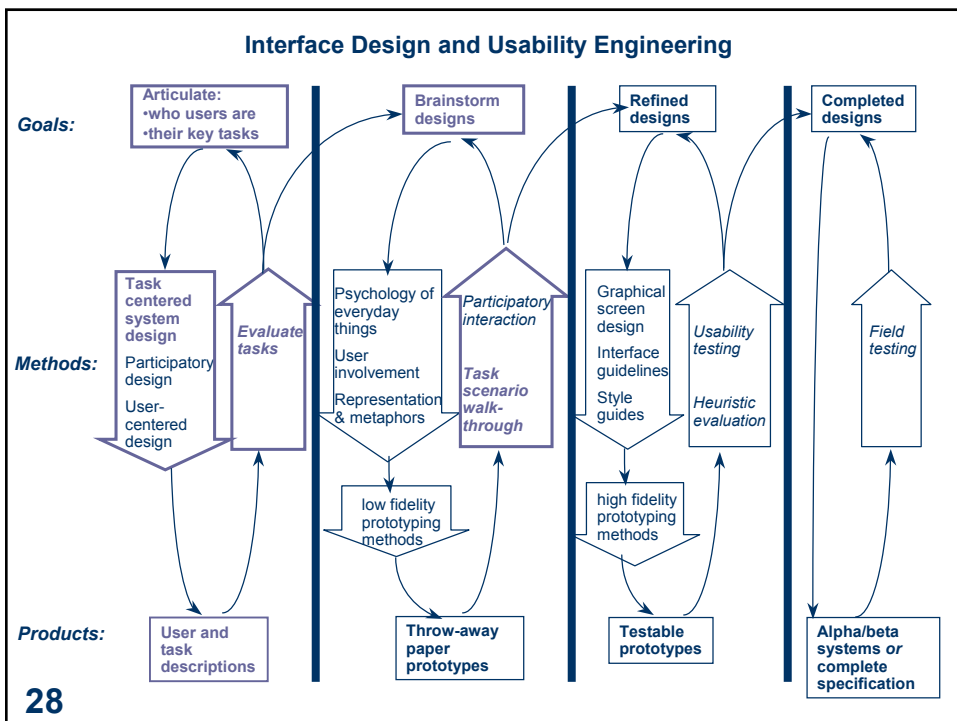 Interface Design and Usability Engineering
Goals:
Articulate:
•who users are
•their key tasks
Brainstorm
designs
Refined
designs
Completed
designs
Methods:
Task
centered
system
design
Participatory
design
User-
centered
design
Evaluate
tasks
Psychology of
everyday
things
User
involvement
Representation
& metaphors
low fidelity
prototyping
methods
Participatory
interaction
Task
scenario
walk-
through
Graphical
screen
design
Interface
guidelines
Style
guides
high fidelity
prototyping
methods
Usability
testing
Heuristic
evaluation
Field
testing
Products:
User and
task
descriptions
Throw-away
paper
prototypes
Testable
prototypes
Alpha/beta
systems or
complete
specification
28